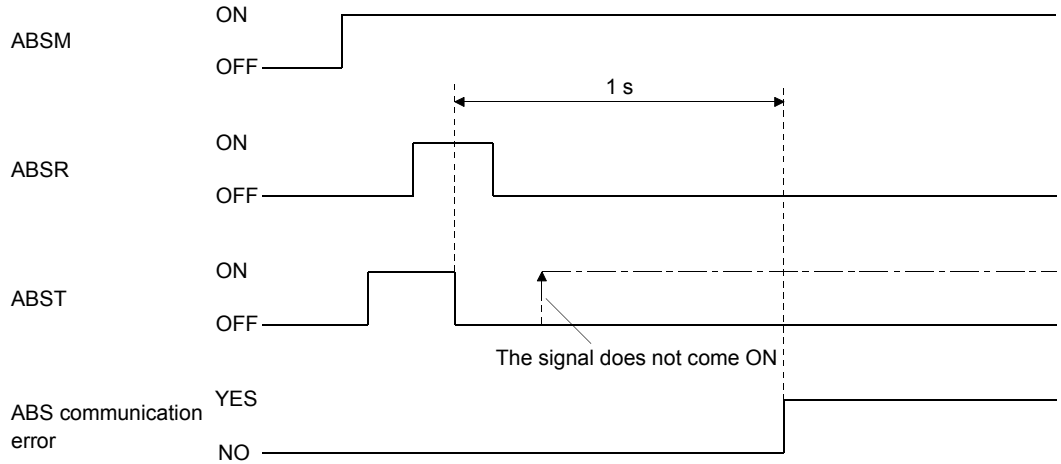 ON
ABSM
OFF
1 s
ON
ABSR
OFF
ON
ABST
OFF
The signal does not come ON
YES
ABS communication
error
NO